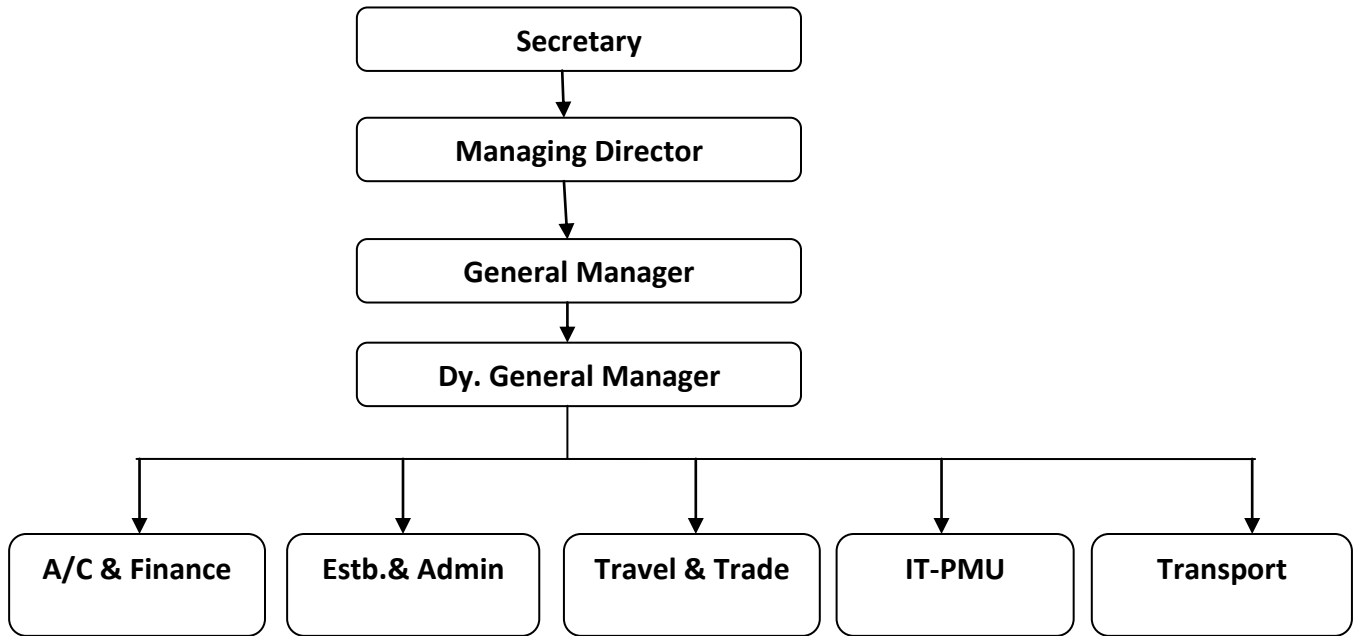 Secretary
Managing Director
General Manager
Dy. General Manager
A/C & Finance
Estb.& Admin
Travel & Trade
IT-PMU
Transport